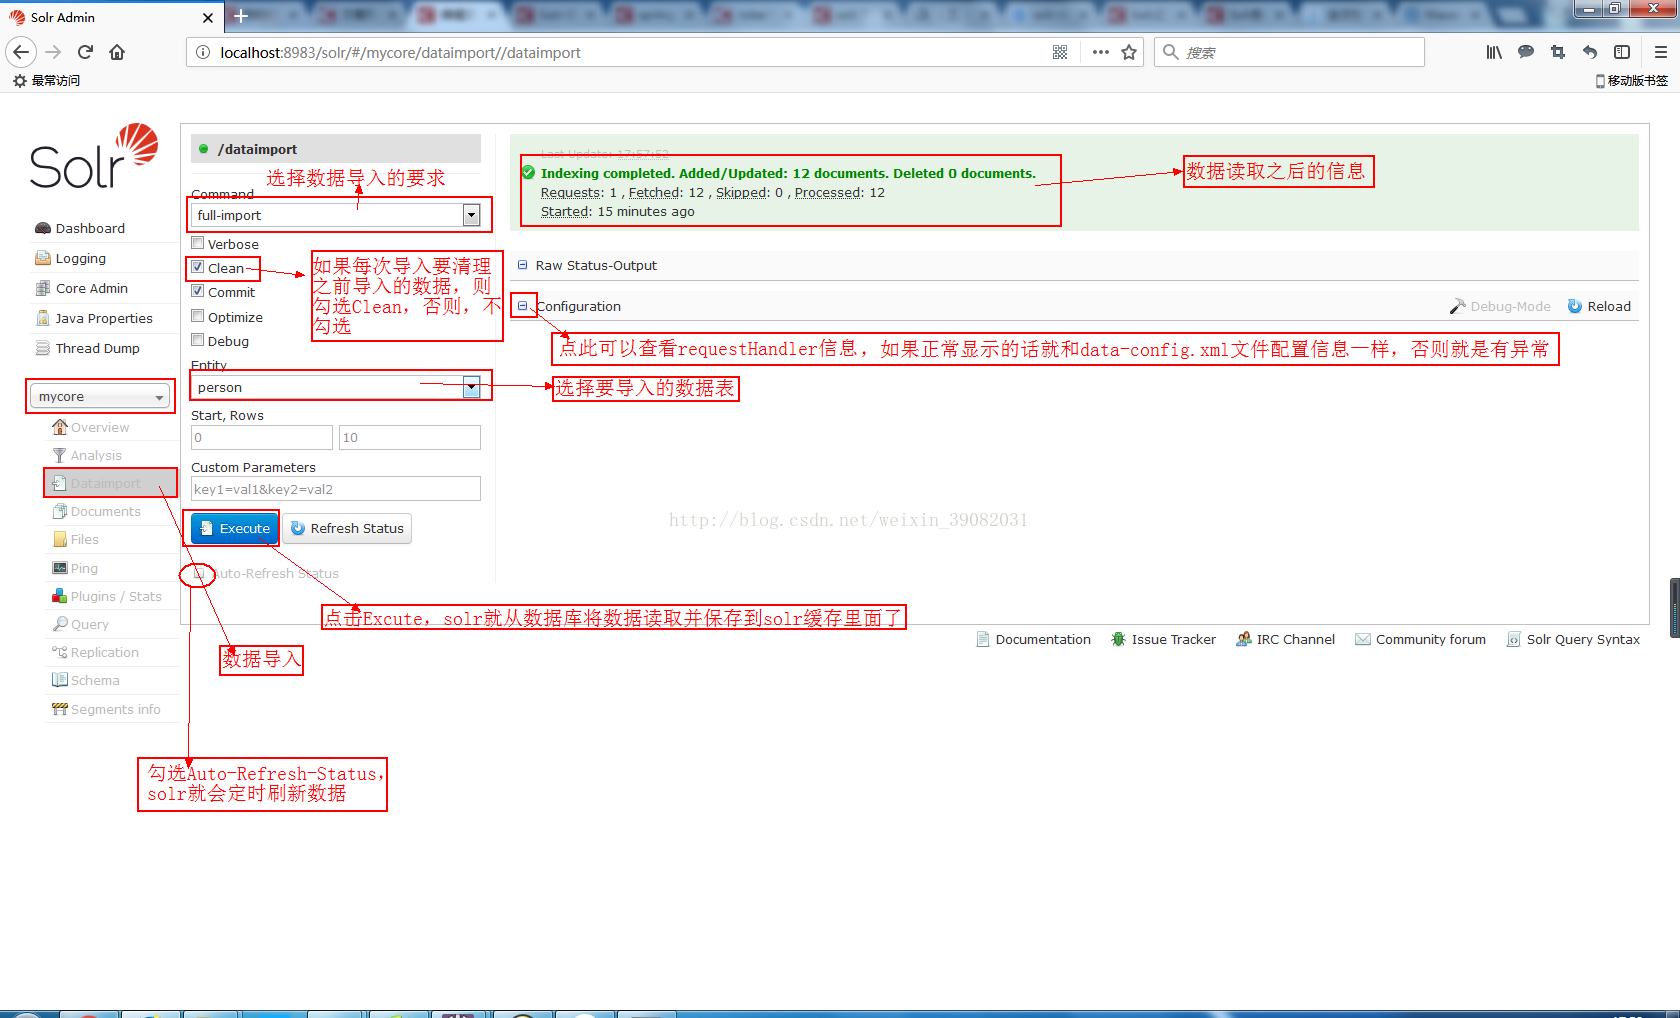 Solr Admin
localhost:8983/solr/#/mycore/dataimport//dataimport
搜索
最常访问
移动版书签
Solr
Dashboard
Logging
Core Admin
Java Properties
Thread Dump
mycore
Overview
Analysis
Dataimport
Documents
Files
Ping
Plugins / Stats
Query
Replication
Schema
Segments info
/dataimport
选择数据导入的要求
Command
full-import
Verbose
Clean
Commit
Optimize
Debug
如果每次导入要清理
之前导入的数据，则
勾选Clean，否则，不
勾选
Entity
person
Start, Rows
0 10
Custom Parameters
key1=val1&key2=val2
Execute
Refresh Status
Auto-Refresh Status
Last Update: 17:57:52
Indexing completed. Added/Updated: 12 documents. Deleted 0 documents.
Requests: 1 , Fetched: 12 , Skipped: 0 , Processed: 12
Started: 15 minutes ago
数据读取之后的信息
Raw Status-Output
Configuration
Debug-Mode
Reload
点此可以查看requestHandler信息，如果正常显示的话就和data-config.xml文件配置信息一样，否则就是有异常
选择要导入的数据表
http://blog.csdn.net/weixin_39082031
点击Excute，solr就从数据库将数据读取并保存到solr缓存里面了
数据导入
勾选Auto-Refresh-Status，
solr就会定时刷新数据
Documentation
Issue Tracker
IRC Channel
Community forum
Solr Query Syntax